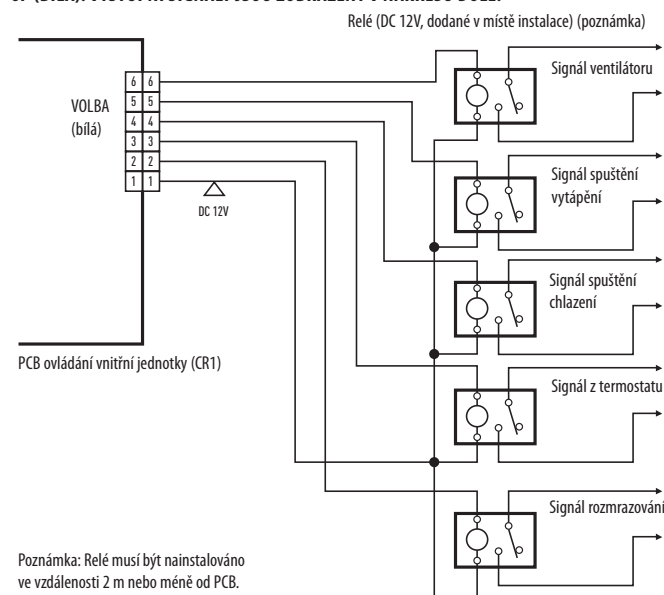 Relé (DC 12V, dodané v místě instalace) (poznámka)
Signál ventilátoru
VOLBA
(bílá)
6 6
5 5
4 4
3 3
2 2
1 1
DC 12V
Signál spuštění
vytápění
Signál spuštění
chlazení
PCB ovládání vnitřní jednotky (CR1)
Signál z termostatu
Signál rozmrazování
Poznámka: Relé musí být nainstalováno
ve vzdálenosti 2 m nebo méně od PCB.